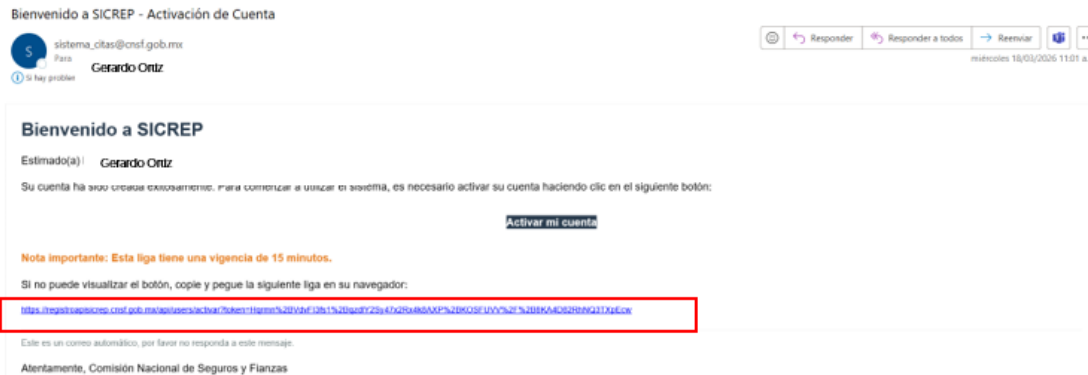 Bienvenido a SICREP - Activación de Cuenta
S
sistema_citas@cnsf.gob.mx
Para
Gerardo Ortiz
Si hay probler
Responder
Responder a todos
Reenviar
miércoles 18/03/2026 11:01 a.
Bienvenido a SICREP
Estimado(a) Gerardo Ortiz
Su cuenta ha sido creada exitosamente. Para comenzar a utilizar el sistema, es necesario activar su cuenta haciendo clic en el siguiente botón:
Activar mi cuenta
Nota importante: Esta liga tiene una vigencia de 15 minutos.
Si no puede visualizar el botón, copie y pegue la siguiente liga en su navegador:
Este es un correo automático, por favor no responda a este mensaje.
Atentamente, Comisión Nacional de Seguros y Fianzas